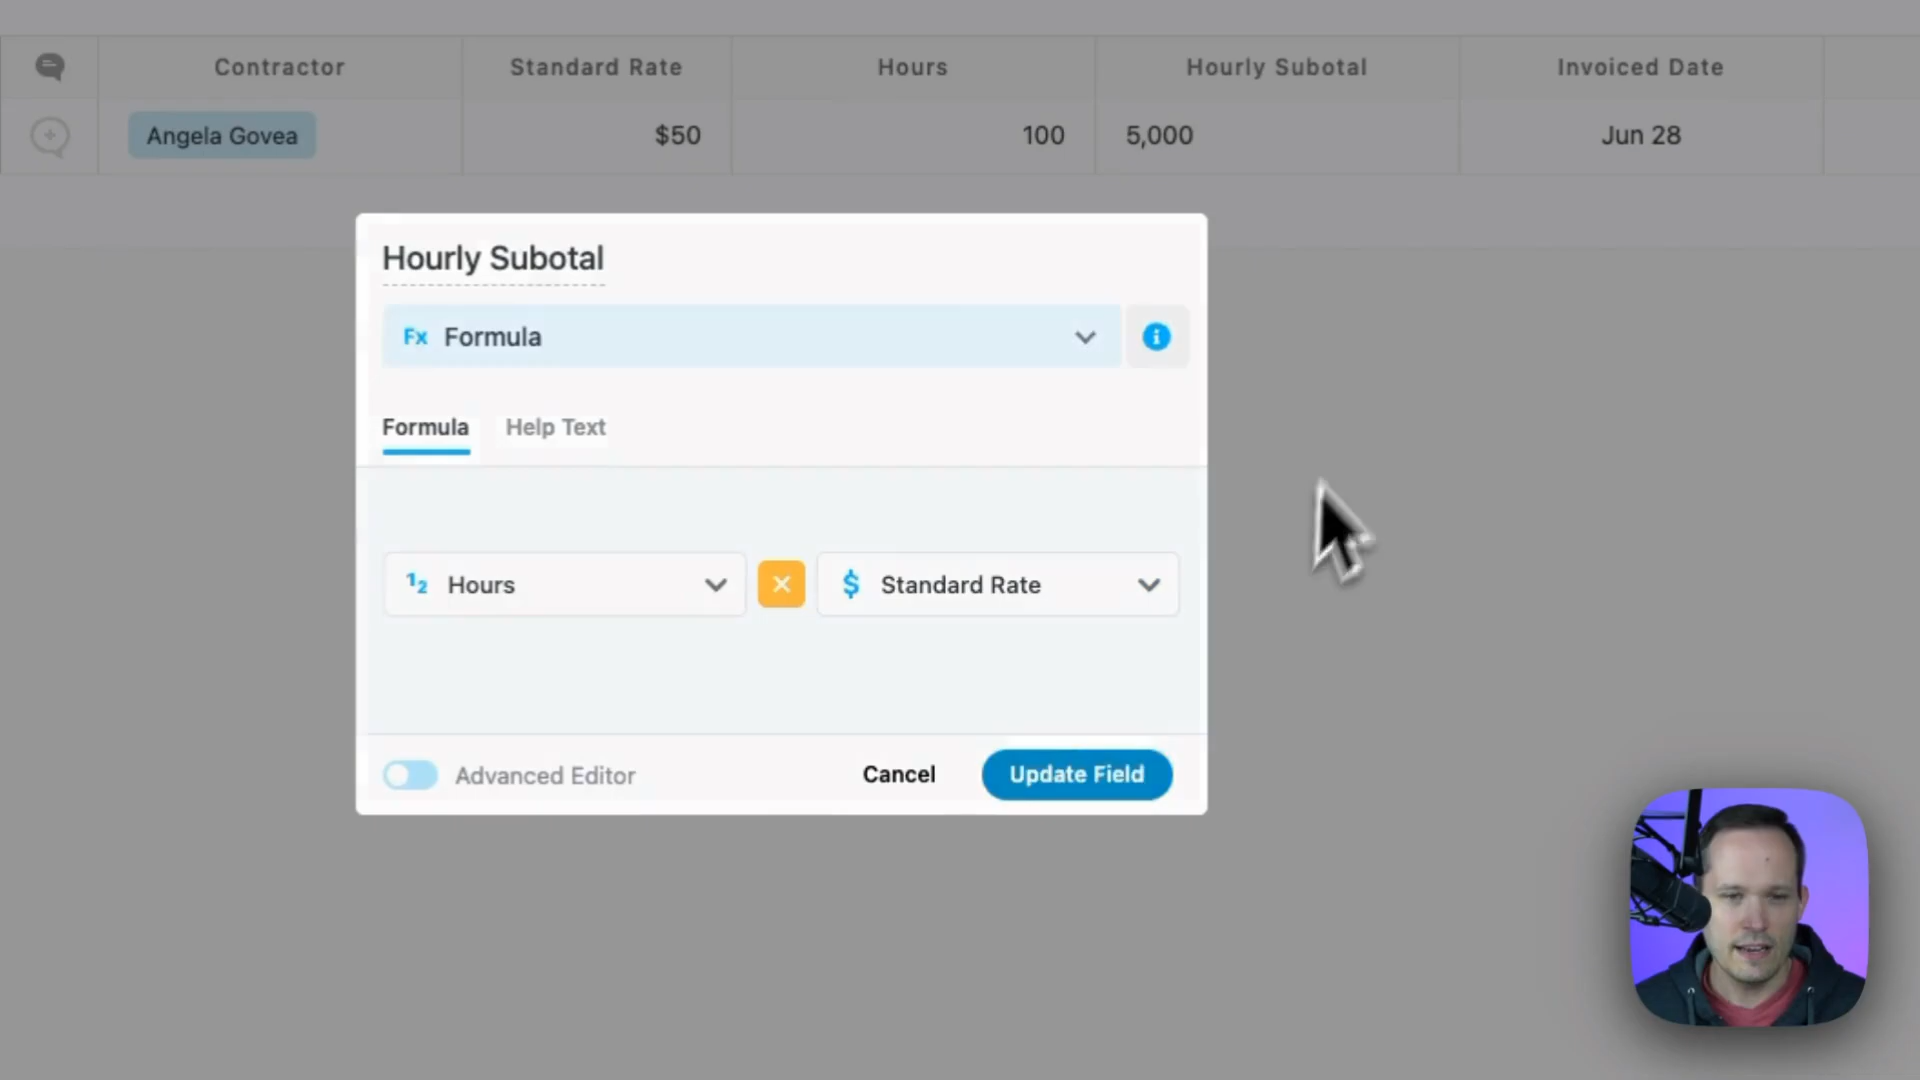 Contractor Standard Rate Hours Hourly Subotal Invoiced Date
Angela Govea $50 100 5,000 Jun 28
Hourly Subotal
Fx Formula
Formula Help Text
12 Hours × $ Standard Rate
Advanced Editor Cancel Update Field